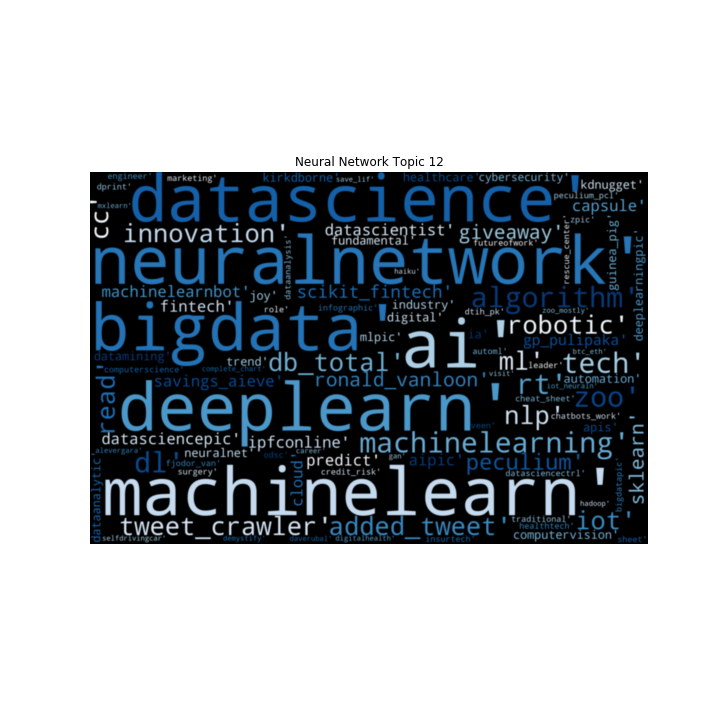 Neural Network Topic 12
engineer' marketing' kirkdborne' save_lif' healthcare' cybersecurity'
dprint' datascience' kdnugget'
mxlearn' peculium_pcl'
cc' capsule'
innovation' datascientist' giveaway' zpic'
fundamental' futureofwork' rescue_center' guinea_pig'
neuralnetwork' dataanalysis'
haiku' deeplearningpic'
machinelearnbot' joy' scikit_fintech' algorithm'
fintech' role' infographic' industry' dtih_pk' zoo_mostly'
bigdata' digital' robotic'
mlpic' ai' ia' gp_pulipaka'
datamining' automl' btc_eth'
computerscience' complete_chart' trend' db_total' ml' leader' tech'
read' savings_aieve' ronald_vanloon' visit' rt' automation'
iot_neurain'
deeplearn' cheat_sheet' zoo'
nlp' chatbots_work'
veen' apis'
datasciencepic' ipfconline' machinelearning'
elevergara' neuralnet' odsc' career' sklearn'
dl' fjodor_van' predict' gan' aipic' peculium'
surgery' cloud' credit_risk' datasciencectrl'
dataanalytic' machinelearn' hadoop' bigdatapic'
tweet_crawler' added_tweet' traditional' iot'
healthtech'
computervision'
selfdrivingcar' demystify' daverubal' digitalhealth' insurtech' sheet'